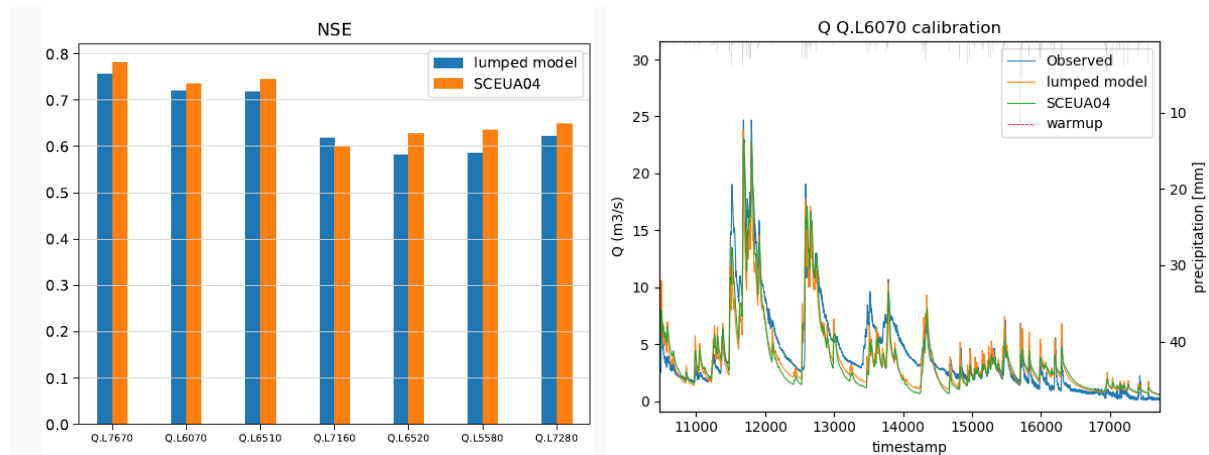 NSE
0.8
0.7
0.6
0.5
0.4
0.3
0.2
0.1
0.0
lumped model
SCEUA04
Q.L7670 Q.L6070 Q.L6510 Q.L7160 Q.L6520 Q.L5580 Q.L7280
Q Q.L6070 calibration
Q (m3/s)
30
25
20
15
10
5
0
Observed
lumped model
SCEUA04
warmup
10
20
30
40
precipitation [mm]
11000 12000 13000 14000 15000 16000 17000
timestamp